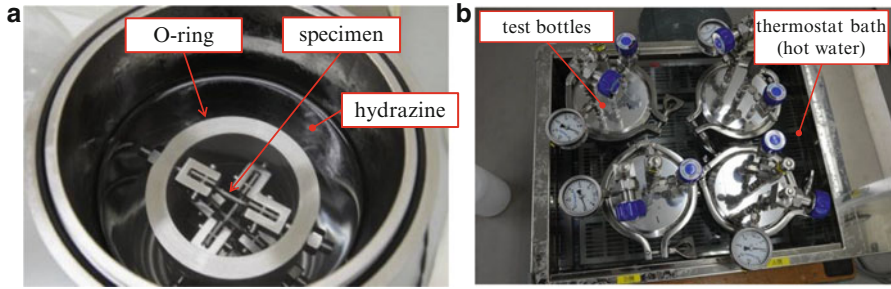 a
O-ring
specimen
hydrazine
b
test bottles
thermostat bath
(hot water)